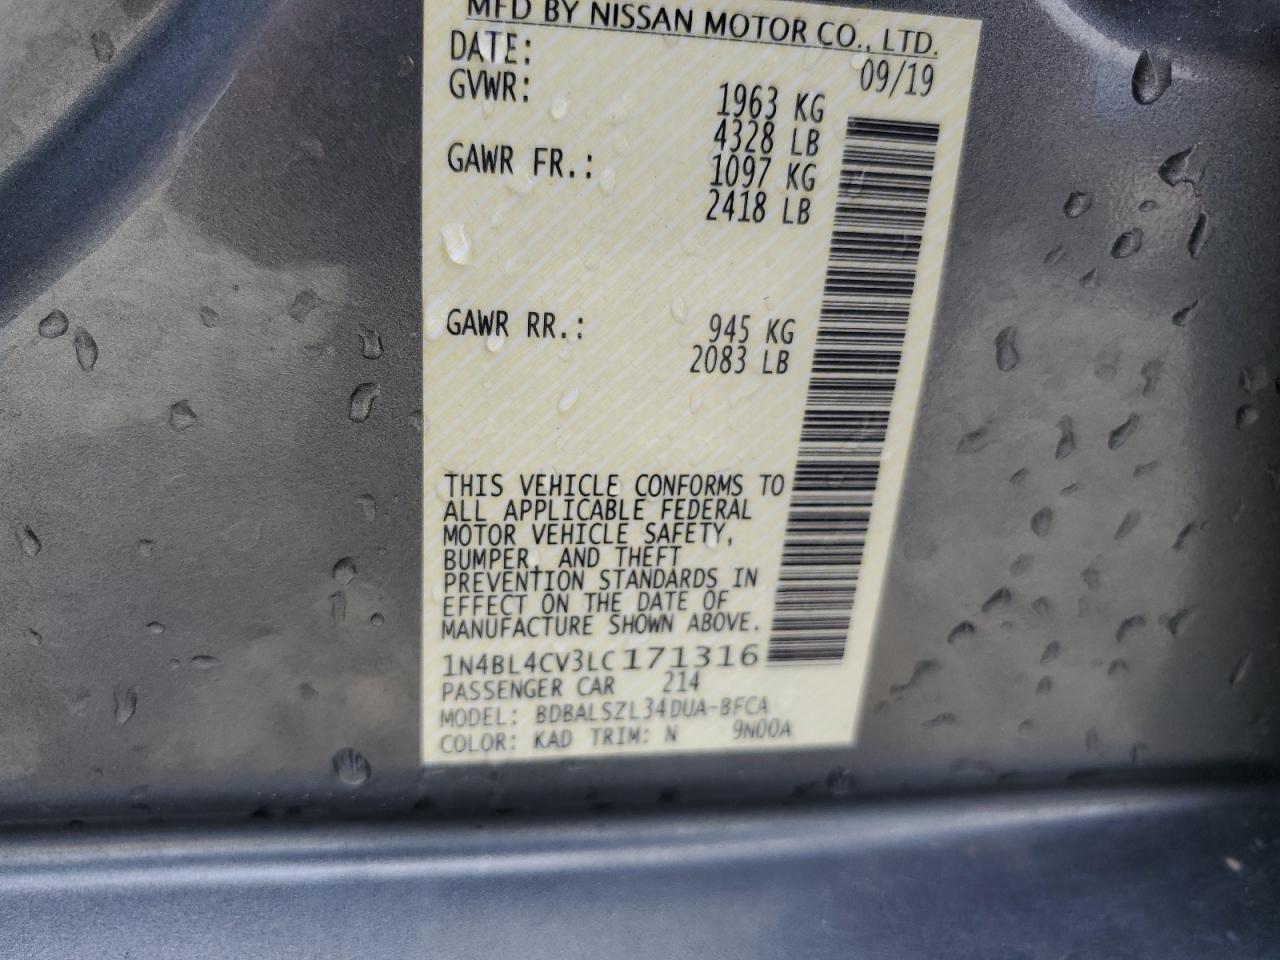 MFD BY NISSAN MOTOR CO., LTD.
DATE: 09/19
GVWR: 1963 KG
4328 LB
GAWR FR.: 1097 KG
2418 LB
GAWR RR.: 945 KG
2083 LB
THIS VEHICLE CONFORMS TO
ALL APPLICABLE FEDERAL
MOTOR VEHICLE SAFETY,
BUMPER, AND THEFT
PREVENTION STANDARDS IN
EFFECT ON THE DATE OF
MANUFACTURE SHOWN ABOVE.
1N4BL4CV3LC171316
PASSENGER CAR 214
MODEL: BDBALSZL34DUA-BFCA
COLOR: KAD TRIM: N 9N00A